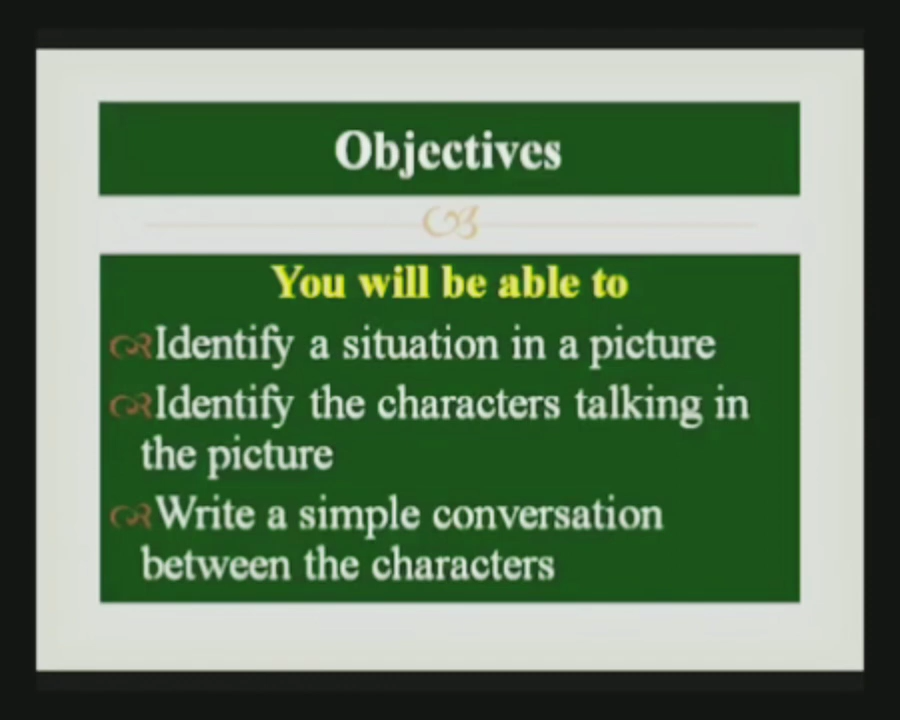 Objectives
You will be able to
Identify a situation in a picture
Identify the characters talking in
the picture
Write a simple conversation
between the characters